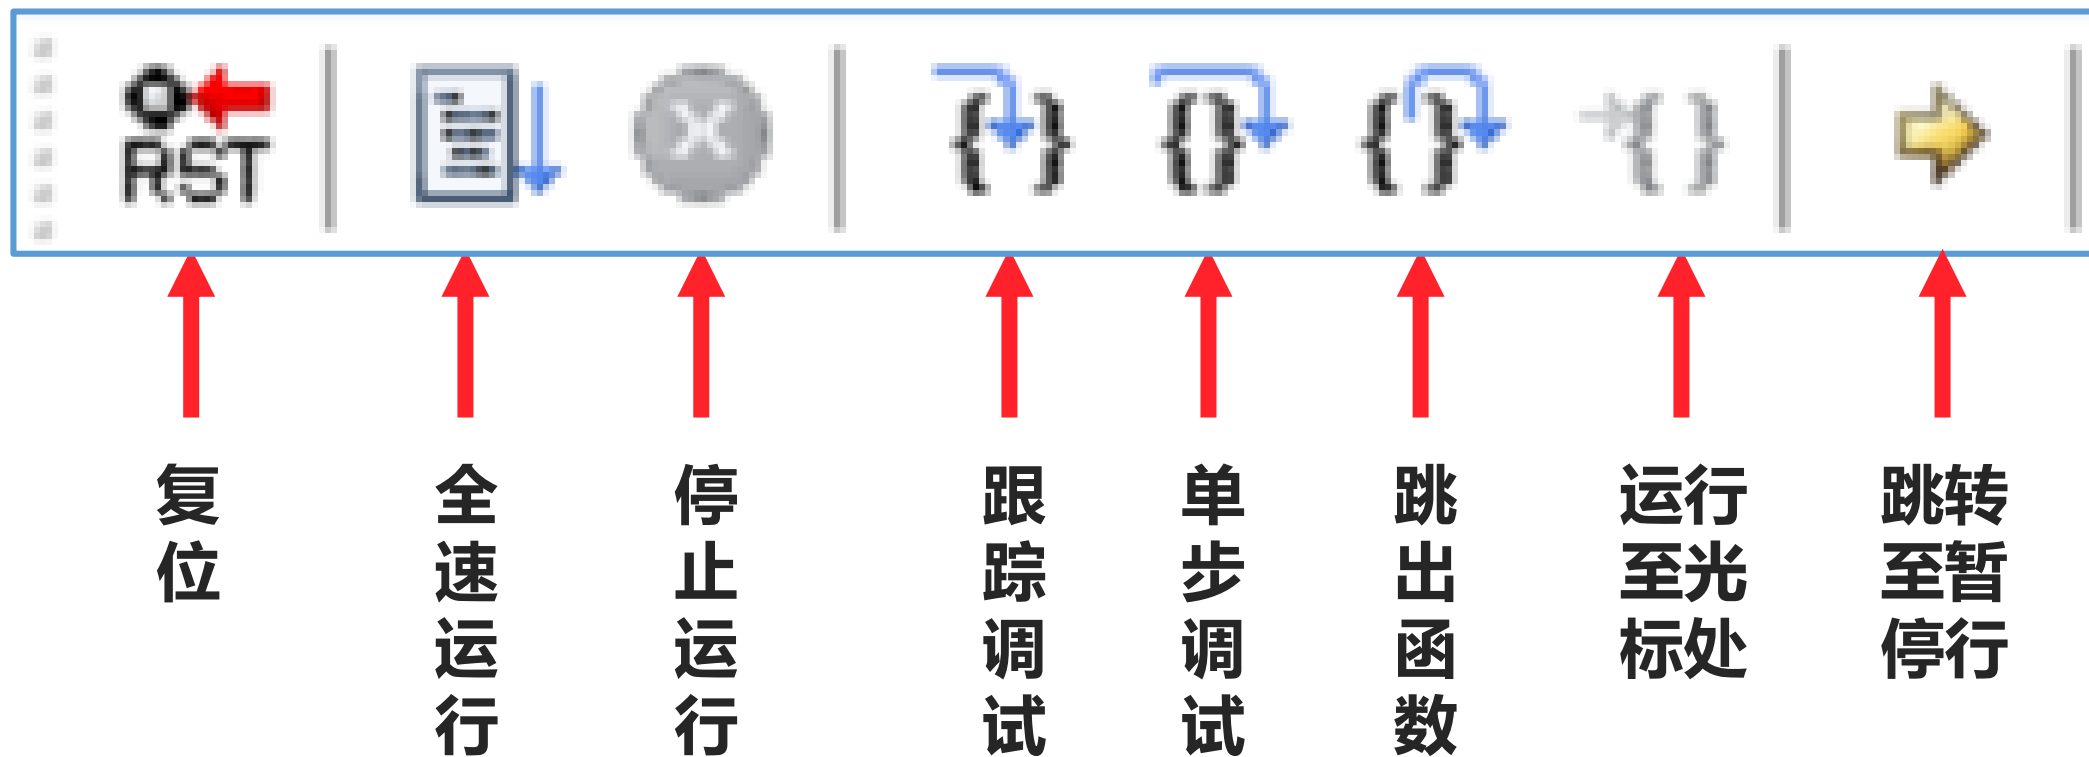 RST
复位
全速运行
停止运行
跟踪调试
单步调试
跳出函数
运行至光标处
跳转至暂停行